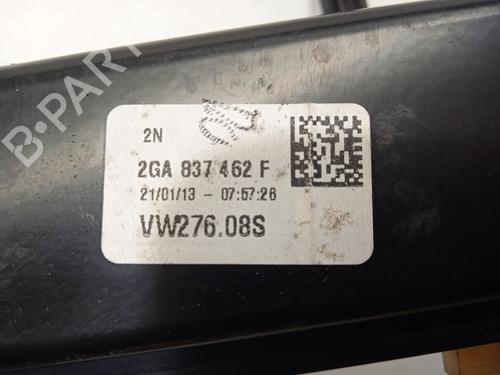 B-PARTS
2N
2GA 837 462 F
21/01/13 - 07:57:26
VW276.08S